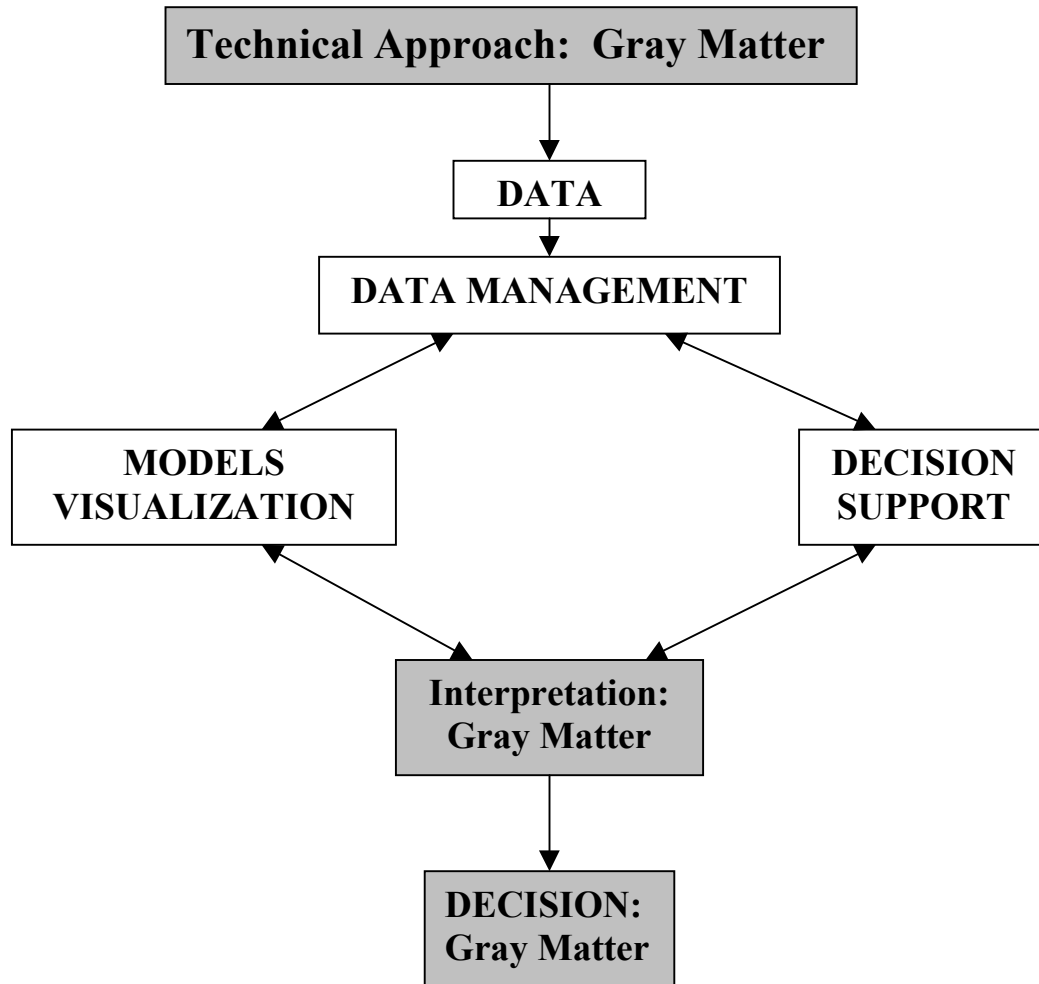 Technical Approach: Gray Matter
DATA
DATA MANAGEMENT
MODELS
VISUALIZATION
DECISION
SUPPORT
Interpretation:
Gray Matter
DECISION:
Gray Matter